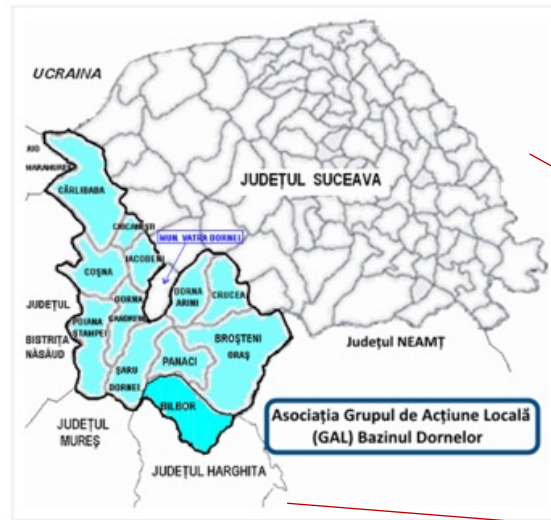 UCRAINA
JUDEȚUL SUCEAVA
CÂRLIBABA
MUN. VATRA DORNEI
IACOBENI
COȘNA
DORNA
ARINI
CRUCEA
JUDEȚUL
BISTRIȚA
NĂSĂUD
DORNA
CANDRENI
POIANA
STAMPEI
BROȘTENI
ORAȘ
Județul NEAMȚ
PANACI
ȘARU
DORNEI
BILBOR
JUDEȚUL
MUREȘ
Asociația Grupul de Acțiune Locală
(GAL) Bazinul Dornelor
JUDEȚUL HARGHITA